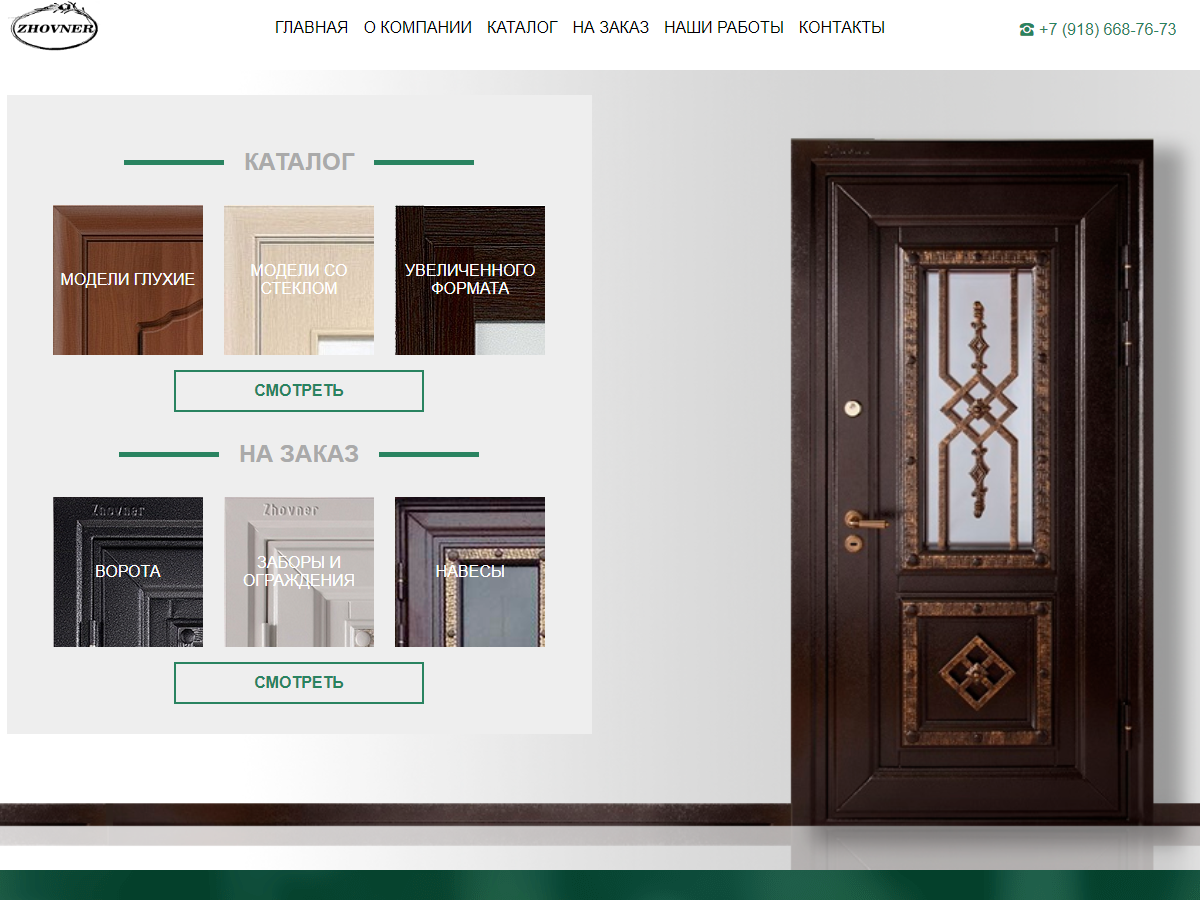 ZHOVNER
ГЛАВНАЯ О КОМПАНИИ КАТАЛОГ НА ЗАКАЗ НАШИ РАБОТЫ КОНТАКТЫ
+7 (918) 668-76-73
КАТАЛОГ
МОДЕЛИ ГЛУХИЕ
МОДЕЛИ СО
СТЕКЛОМ
УВЕЛИЧЕННОГО
ФОРМАТА
СМОТРЕТЬ
НА ЗАКАЗ
Zhovner
ВОРОТА
Zhovner
ЗАБОРЫ И
ОГРАЖДЕНИЯ
НАВЕСЫ
СМОТРЕТЬ